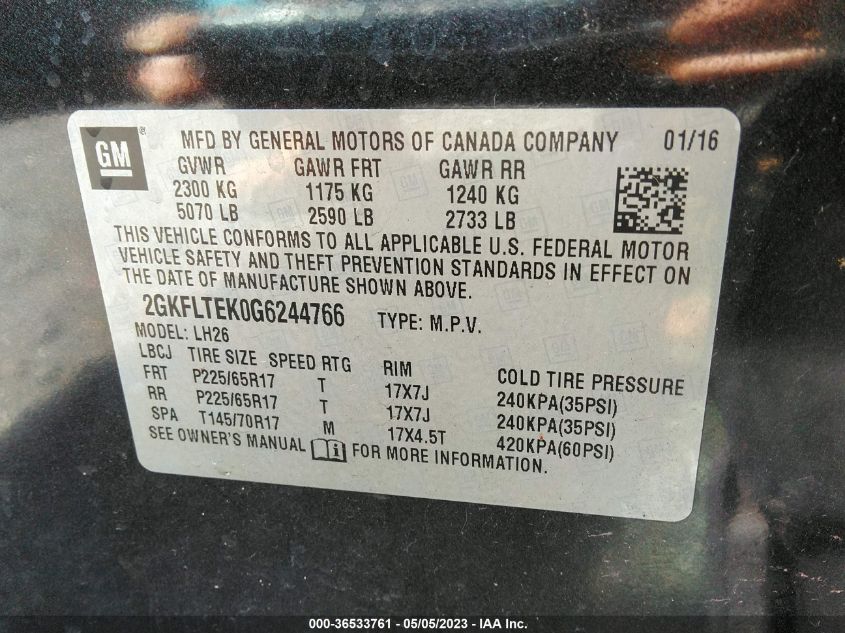 GM ® MFD BY GENERAL MOTORS OF CANADA COMPANY 01/16
GVWR GAWR FRT GAWR RR
2300 KG 1175 KG 1240 KG
5070 LB 2590 LB 2733 LB
THIS VEHICLE CONFORMS TO ALL APPLICABLE U.S. FEDERAL MOTOR
VEHICLE SAFETY AND THEFT PREVENTION STANDARDS IN EFFECT ON
THE DATE OF MANUFACTURE SHOWN ABOVE.
2GKFLTEK0G6244766 TYPE: M.P.V.
MODEL: LH26
LBCJ TIRE SIZE SPEED RTG RIM COLD TIRE PRESSURE
FRT P225/65R17 T 17X7J 240KPA(35PSI)
RR P225/65R17 T 17X7J 240KPA(35PSI)
SPA T145/70R17 M 17X4.5T 420KPA(60PSI)
SEE OWNER'S MANUAL FOR MORE INFORMATION.
000-36533761 - 05/05/2023 - IAA Inc.